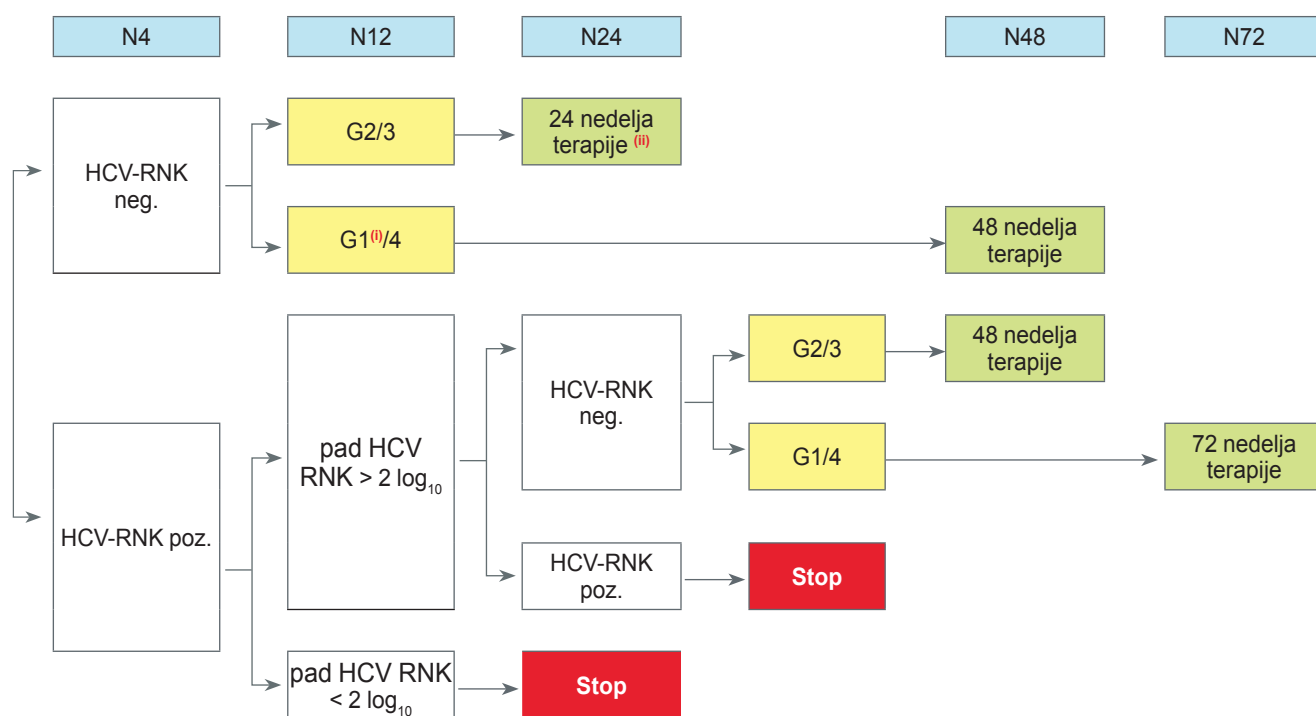 N4
N12
N24
N48
N72
HCV-RNK
neg.
G2/3
24 nedelja
terapije (ii)
G1(i)/4
48 nedelja
terapije
HCV-RNK poz.
pad HCV
RNK > 2 log10
HCV-RNK
neg.
G2/3
48 nedelja
terapije
G1/4
72 nedelja
terapije
HCV-RNK
poz.
Stop
pad HCV RNK
< 2 log10
Stop